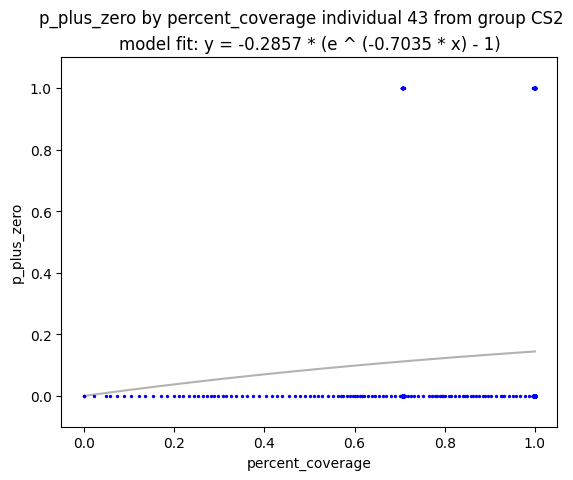 p_plus_zero by percent_coverage individual 43 from group CS2
model fit: y = -0.2857 * (e ^ (-0.7035 * x) - 1)
1.0
0.8
0.6
0.4
0.2
0.0
p_plus_zero
0.0 0.2 0.4 0.6 0.8 1.0
percent_coverage